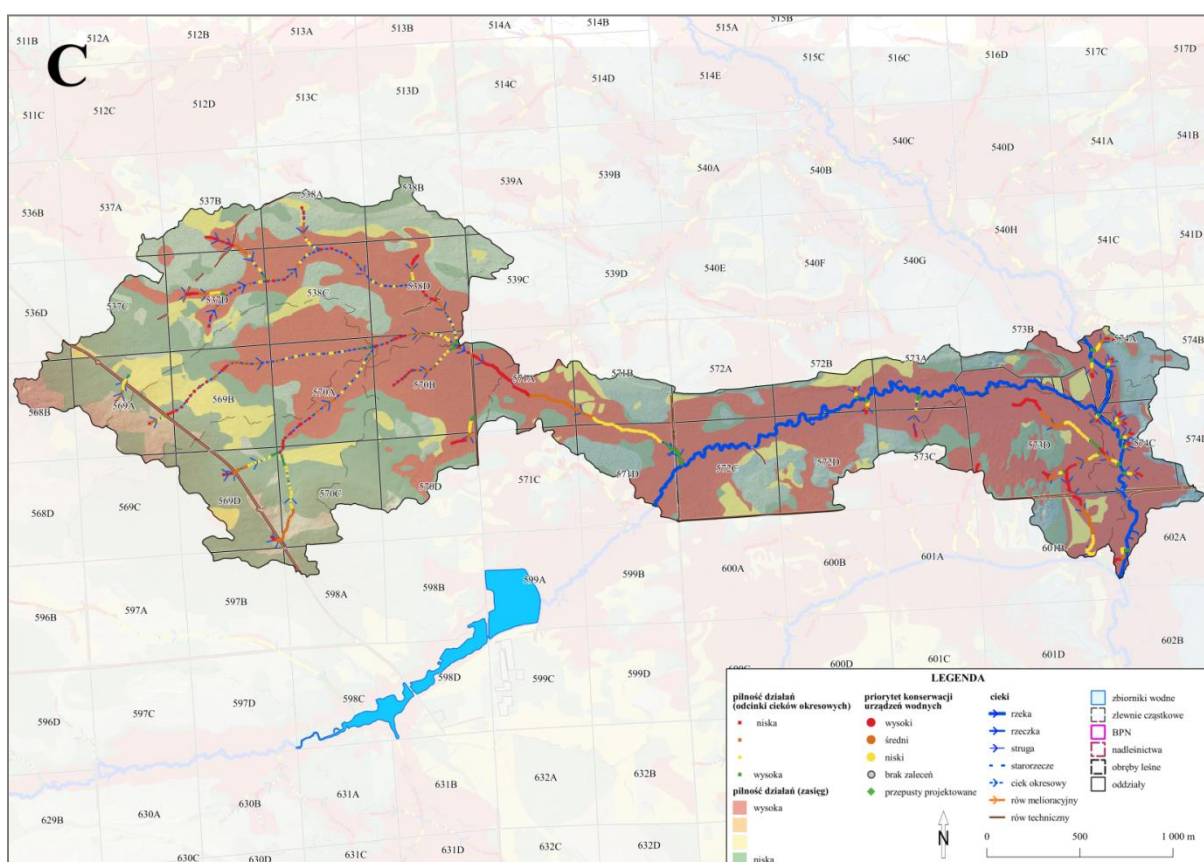 C
511B 512A 512B 513A 513B 514A 514B 515A 515B
511C 512C 512D 513C 513D 514C 514D 514E 515C 516C 516D 517C 517D
536B 537A 537B 538A 538B 539A 539B 540A 540B 540C 540D 541A 541B
536D 537C 537D 538C 538D 539C 539D 540E 540F 540G 540H 541C 541D
568B 569A 569B 570A 570B 571A 571B 572A 572B 573A 573B 574A 574B
568D 569C 569D 570C 570D 571C 571D 572C 572D 573C 573D 574C
596B 597A 597B 598A 598B 599A 599B 600A 600B 601A 601B 602A
596D 597C 597D 598C 598D 599C 599D 600D 601C 601D 602B
629B 630A 630B 631A 631B 632A 632B
630C 630D 631C 631D 632C 632D
LEGENDA
pilność działań
(odcinki cieków okresowych)
niska
wysoka
pilność działań (zasięg)
wysoka
niska
priorytet konserwacji
urządzeń wodnych
wysoki
średni
niski
brak zaleceń
przepusty projektowane
cieki
rzeka
rzeczka
struga
starorzecze
ciek okresowy
rów melioracyjny
rów techniczny
zbiorniki wodne
zlewnie cząstkowe
BPN
nadleśnictwa
obręby leśne
oddziały
N
0 500 1 000 m